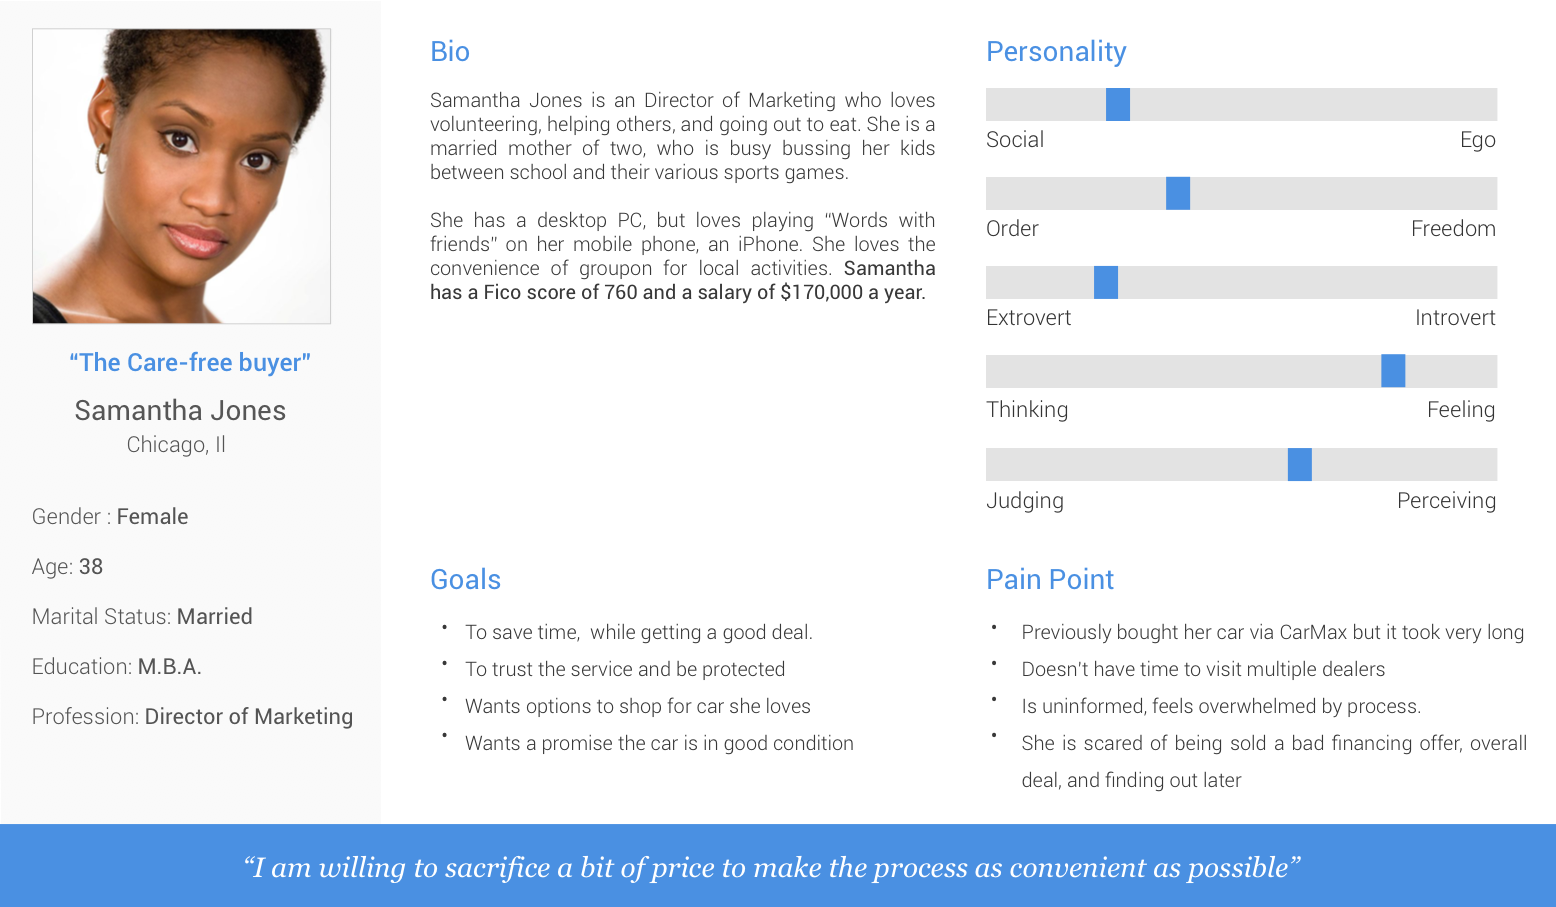 “The Care-free buyer”
Samantha Jones
Chicago, Il
Gender : Female
Age: 38
Marital Status: Married
Education: M.B.A.
Profession: Director of Marketing
Bio
Samantha Jones is an Director of Marketing who loves
volunteering, helping others, and going out to eat. She is a
married mother of two, who is busy bussing her kids
between school and their various sports games.
She has a desktop PC, but loves playing “Words with
friends” on her mobile phone, an iPhone. She loves the
convenience of groupon for local activities. Samantha
has a Fico score of 760 and a salary of $170,000 a year.
Personality
Social Ego
Order Freedom
Extrovert Introvert
Thinking Feeling
Judging Perceiving
Goals
• To save time,  while getting a good deal.
• To trust the service and be protected
• Wants options to shop for car she loves
• Wants a promise the car is in good condition
Pain Point
• Previously bought her car via CarMax but it took very long
• Doesn't have time to visit multiple dealers
• Is uninformed, feels overwhelmed by process.
• She is scared of being sold a bad financing offer, overall
deal, and finding out later
“I am willing to sacrifice a bit of price to make the process as convenient as possible”